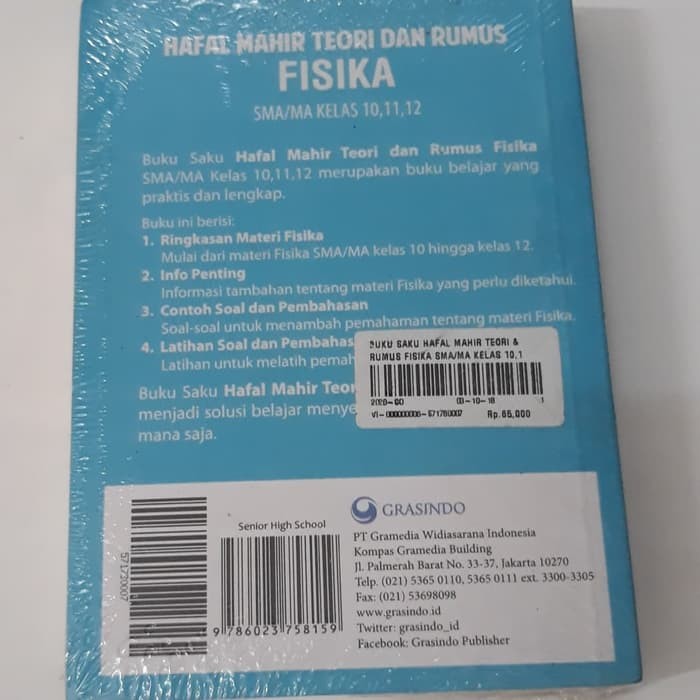 HAFAL MAHIR TEORI DAN RUMUS
FISIKA
SMA/MA KELAS 10,11,12
Buku Saku Hafal Mahir Teori dan Rumus Fisika
SMA/MA Kelas 10,11,12 merupakan buku belajar yang
praktis dan lengkap.
Buku ini berisi:
1. Ringkasan Materi Fisika
Mulai dari materi Fisika SMA/MA kelas 10 hingga kelas 12.
2. Info Penting
Informasi tambahan tentang materi Fisika yang perlu diketahui.
3. Contoh Soal dan Pembahasan
Soal-soal untuk menambah pemahaman tentang materi Fisika.
4. Latihan Soal dan Pembahas
Latihan untuk melatih pemah
Buku Saku Hafal Mahir Teor
menjadi solusi belajar menye
mana saja.
BUKU SAKU HAFAL MAHIR TEORI &
RUMUS FISIKA SMA/MA KELAS 10,1
Rp.65,000
571780007
Senior High School
9 786023 758159
GRASINDO
PT Gramedia Widiasarana Indonesia
Kompas Gramedia Building
Jl. Palmerah Barat No. 33-37, Jakarta 10270
Telp. (021) 5365 0110, 5365 0111 ext. 3300-3305
Fax: (021) 53698098
www.grasindo.id
Twitter: grasindo_id
Facebook: Grasindo Publisher